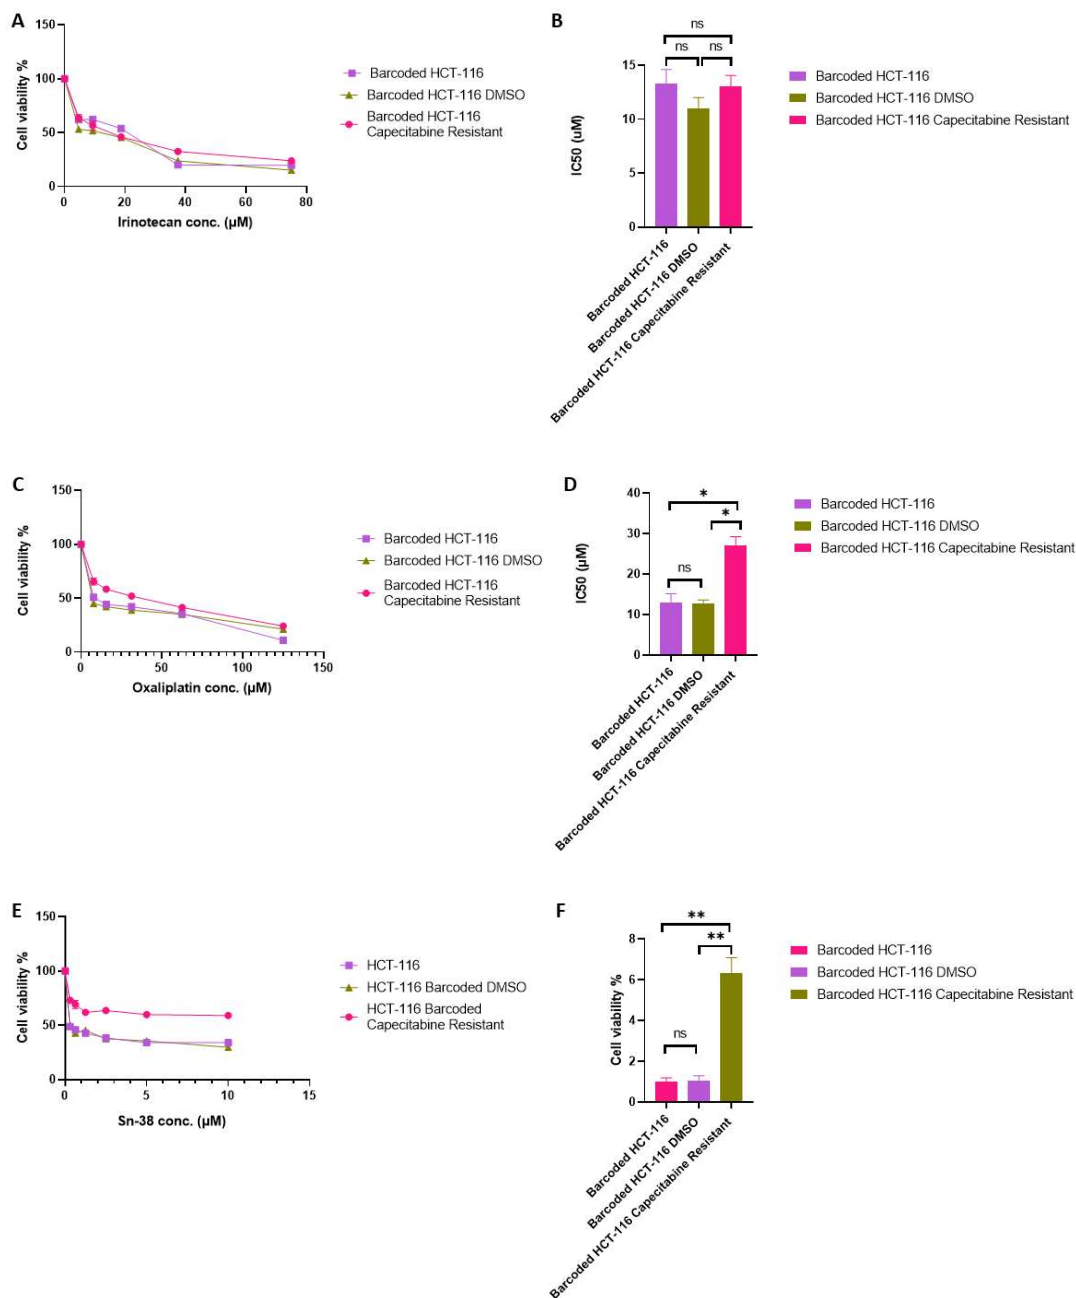 A
150
100
50
0
Cell viability %
0
20
40
60
80
Irinotecan conc. (µM)
Barcoded HCT-116
Barcoded HCT-116 DMSO
Barcoded HCT-116
Capecitabine Resistant
B
ns
ns
ns
15
10
5
0
IC50 (uM)
Barcoded HCT-116
Barcoded HCT-116 DMSO
Barcoded HCT-116 Capecitabine Resistant
Barcoded HCT-116
Barcoded HCT-116 DMSO
Barcoded HCT-116 Capecitabine Resistant
C
150
100
50
0
Cell viability %
0
50
100
150
Oxaliplatin conc. (µM)
Barcoded HCT-116
Barcoded HCT-116 DMSO
Barcoded HCT-116
Capecitabine Resistant
D
*
*
ns
40
30
20
10
0
IC50 (µM)
Barcoded HCT-116
Barcoded HCT-116 DMSO
Barcoded HCT-116 Capecitabine Resistant
Barcoded HCT-116
Barcoded HCT-116 DMSO
Barcoded HCT-116 Capecitabine Resistant
E
150
100
50
0
Cell viability %
0
5
10
15
Sn-38 conc. (µM)
HCT-116
HCT-116 Barcoded DMSO
HCT-116 Barcoded
Capecitabine Resistant
F
**
**
ns
8
6
4
2
0
Cell viability %
Barcoded HCT-116
Barcoded HCT-116 DMSO
Barcoded HCT-116 Capecitabine Resistant
Barcoded HCT-116
Barcoded HCT-116 DMSO
Barcoded HCT-116 Capecitabine Resistant